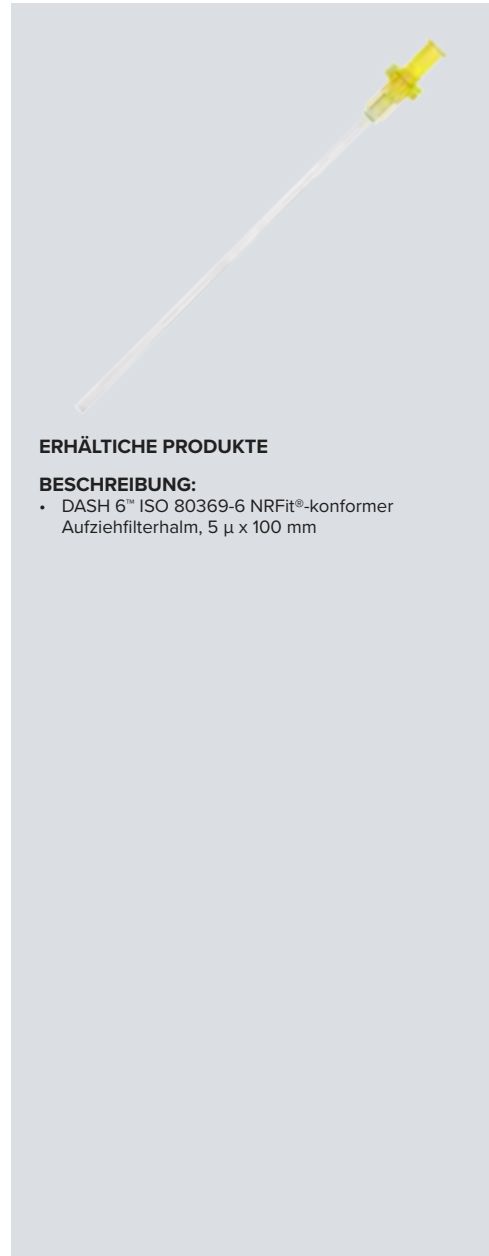 ERHÄLTICHE PRODUKTE
BESCHREIBUNG:
• DASH 6™ ISO 80369-6 NRFit®-konformer
Aufziehfilterhalm, 5 µ x 100 mm